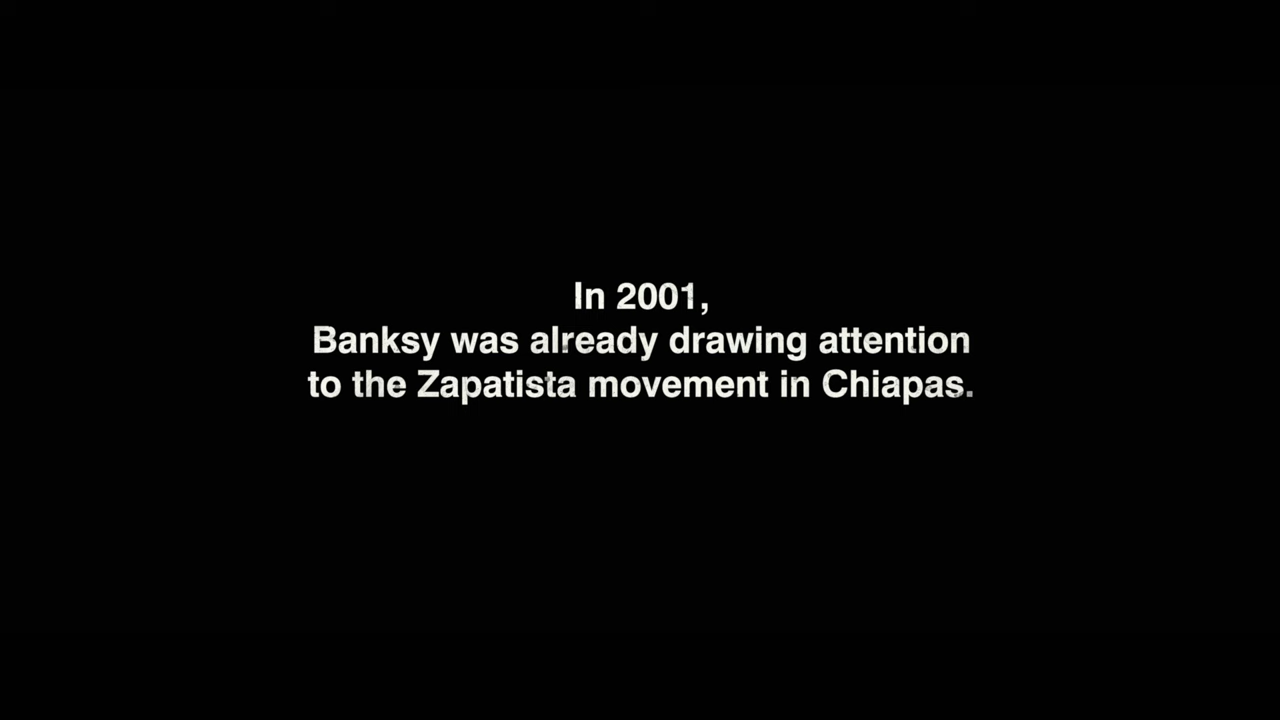 In 2001,
Banksy was already drawing attention
to the Zapatista movement in Chiapas.